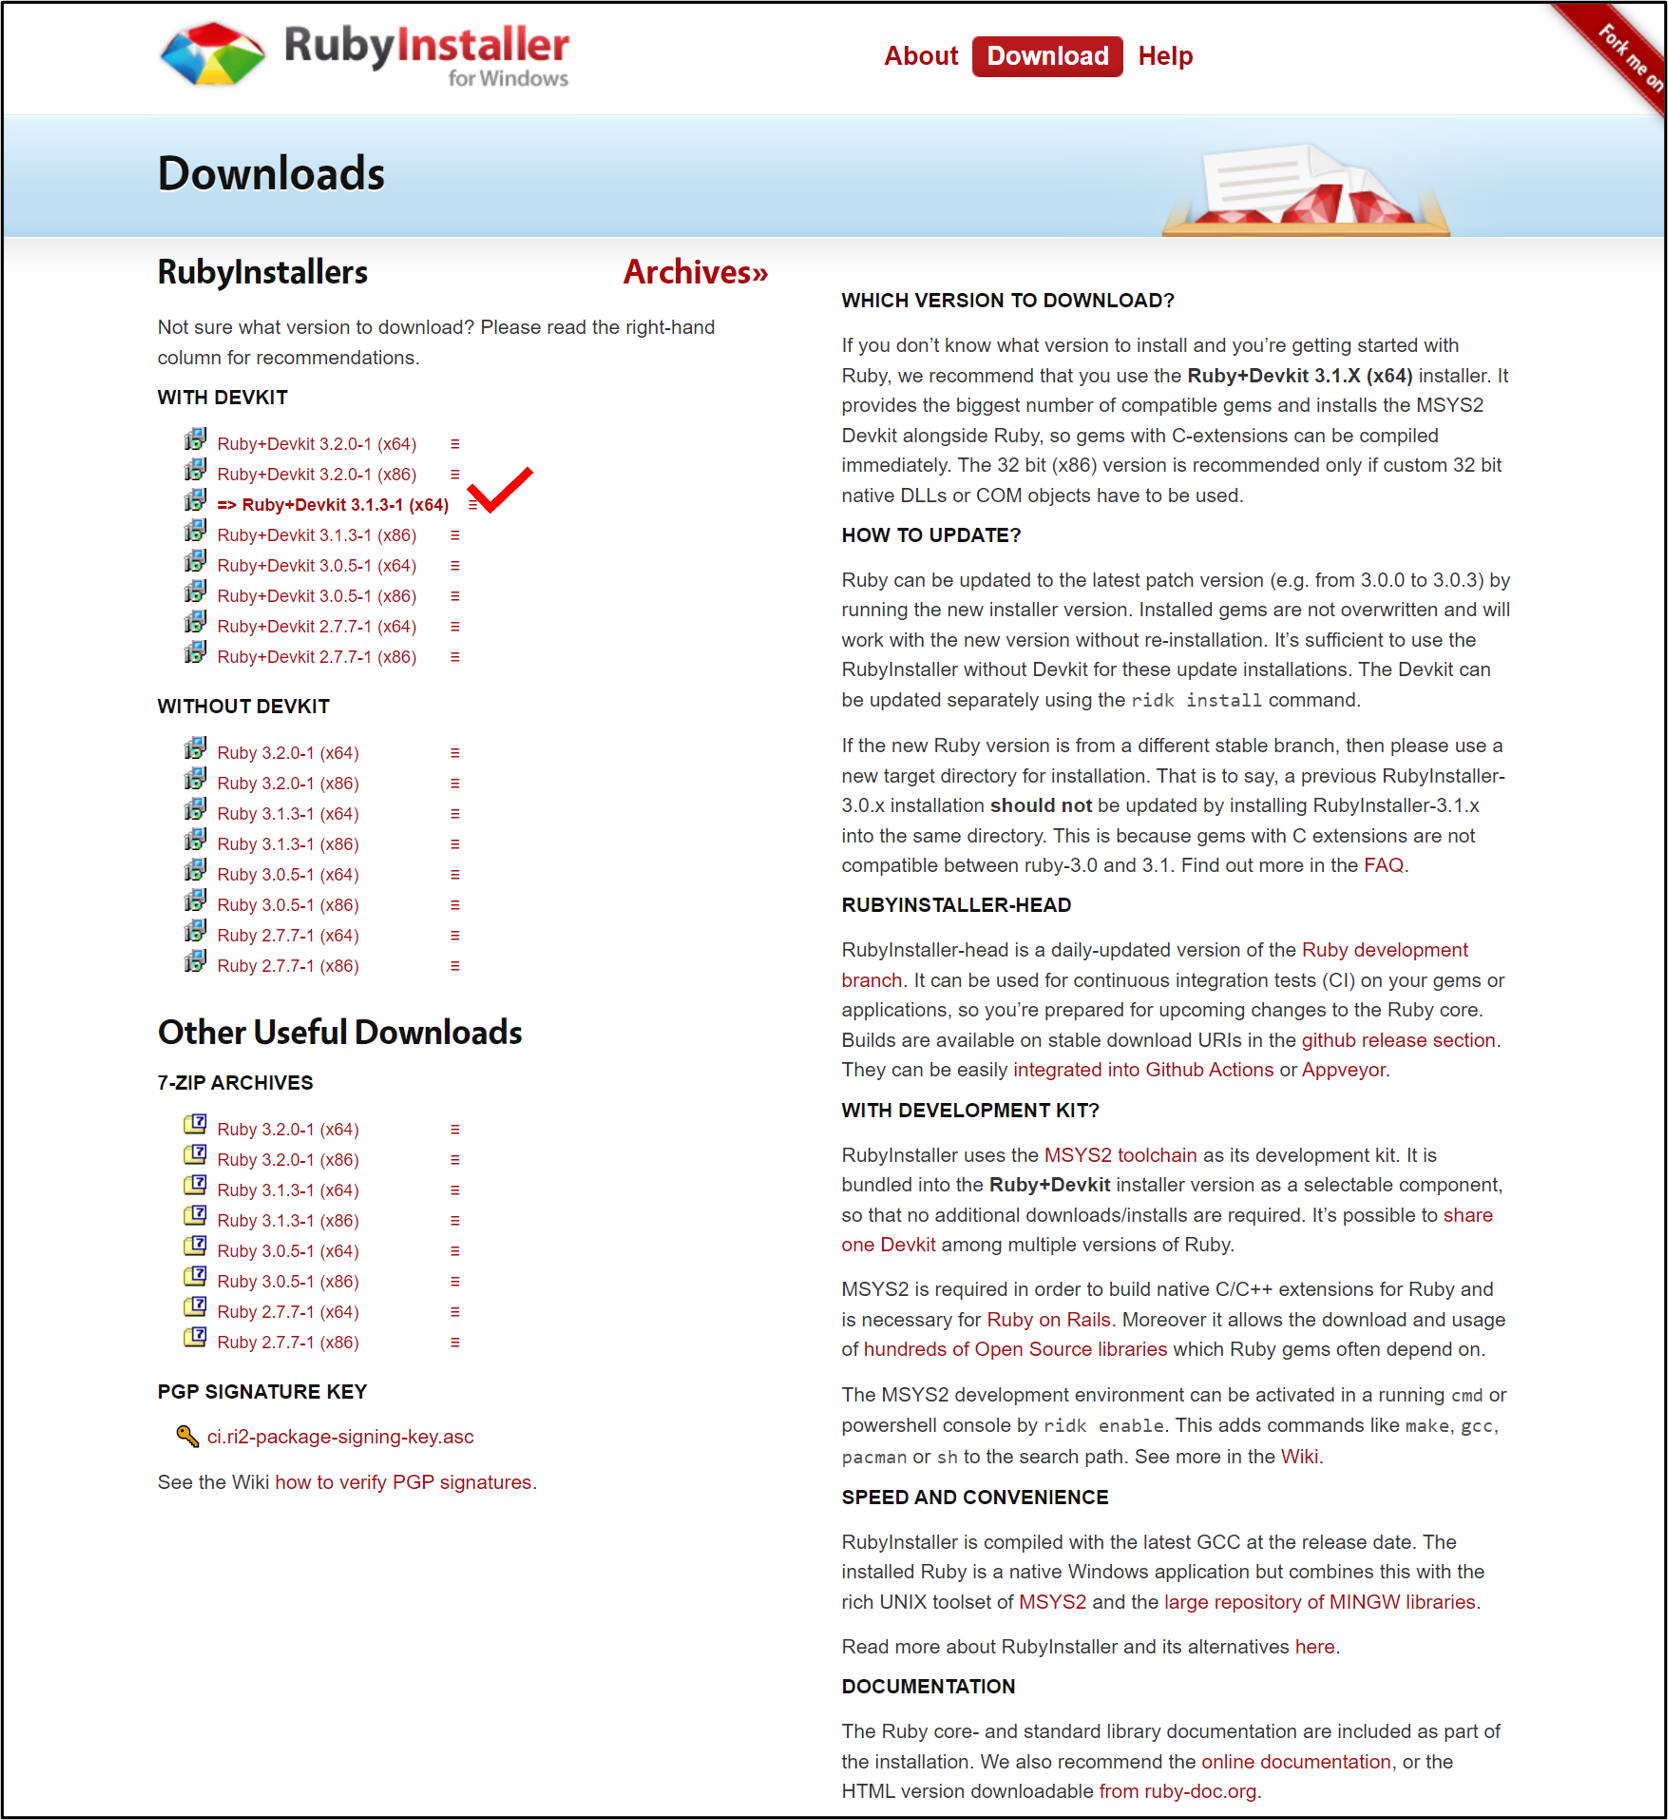 RubyInstaller
for Windows
About Download Help
Fork me on
Downloads
RubyInstallers Archives»
Not sure what version to download? Please read the right-hand
column for recommendations.
WITH DEVKIT
Ruby+Devkit 3.2.0-1 (x64)
Ruby+Devkit 3.2.0-1 (x86)
=> Ruby+Devkit 3.1.3-1 (x64)
Ruby+Devkit 3.1.3-1 (x86)
Ruby+Devkit 3.0.5-1 (x64)
Ruby+Devkit 3.0.5-1 (x86)
Ruby+Devkit 2.7.7-1 (x64)
Ruby+Devkit 2.7.7-1 (x86)
WITHOUT DEVKIT
Ruby 3.2.0-1 (x64)
Ruby 3.2.0-1 (x86)
Ruby 3.1.3-1 (x64)
Ruby 3.1.3-1 (x86)
Ruby 3.0.5-1 (x64)
Ruby 3.0.5-1 (x86)
Ruby 2.7.7-1 (x64)
Ruby 2.7.7-1 (x86)
Other Useful Downloads
7-ZIP ARCHIVES
Ruby 3.2.0-1 (x64)
Ruby 3.2.0-1 (x86)
Ruby 3.1.3-1 (x64)
Ruby 3.1.3-1 (x86)
Ruby 3.0.5-1 (x64)
Ruby 3.0.5-1 (x86)
Ruby 2.7.7-1 (x64)
Ruby 2.7.7-1 (x86)
PGP SIGNATURE KEY
ci.ri2-package-signing-key.asc
See the Wiki how to verify PGP signatures.
WHICH VERSION TO DOWNLOAD?
If you don’t know what version to install and you’re getting started with
Ruby, we recommend that you use the Ruby+Devkit 3.1.X (x64) installer. It
provides the biggest number of compatible gems and installs the MSYS2
Devkit alongside Ruby, so gems with C-extensions can be compiled
immediately. The 32 bit (x86) version is recommended only if custom 32 bit
native DLLs or COM objects have to be used.
HOW TO UPDATE?
Ruby can be updated to the latest patch version (e.g. from 3.0.0 to 3.0.3) by
running the new installer version. Installed gems are not overwritten and will
work with the new version without re-installation. It’s sufficient to use the
RubyInstaller without Devkit for these update installations. The Devkit can
be updated separately using the ridk install command.
If the new Ruby version is from a different stable branch, then please use a
new target directory for installation. That is to say, a previous RubyInstaller-
3.0.x installation should not be updated by installing RubyInstaller-3.1.x
into the same directory. This is because gems with C extensions are not
compatible between ruby-3.0 and 3.1. Find out more in the FAQ.
RUBYINSTALLER-HEAD
RubyInstaller-head is a daily-updated version of the Ruby development
branch. It can be used for continuous integration tests (CI) on your gems or
applications, so you’re prepared for upcoming changes to the Ruby core.
Builds are available on stable download URIs in the github release section.
They can be easily integrated into Github Actions or Appveyor.
WITH DEVELOPMENT KIT?
RubyInstaller uses the MSYS2 toolchain as its development kit. It is
bundled into the Ruby+Devkit installer version as a selectable component,
so that no additional downloads/installs are required. It’s possible to share
one Devkit among multiple versions of Ruby.
MSYS2 is required in order to build native C/C++ extensions for Ruby and
is necessary for Ruby on Rails. Moreover it allows the download and usage
of hundreds of Open Source libraries which Ruby gems often depend on.
The MSYS2 development environment can be activated in a running cmd or
powershell console by ridk enable. This adds commands like make, gcc,
pacman or sh to the search path. See more in the Wiki.
SPEED AND CONVENIENCE
RubyInstaller is compiled with the latest GCC at the release date. The
installed Ruby is a native Windows application but combines this with the
rich UNIX toolset of MSYS2 and the large repository of MINGW libraries.
Read more about RubyInstaller and its alternatives here.
DOCUMENTATION
The Ruby core- and standard library documentation are included as part of
the installation. We also recommend the online documentation, or the
HTML version downloadable from ruby-doc.org.